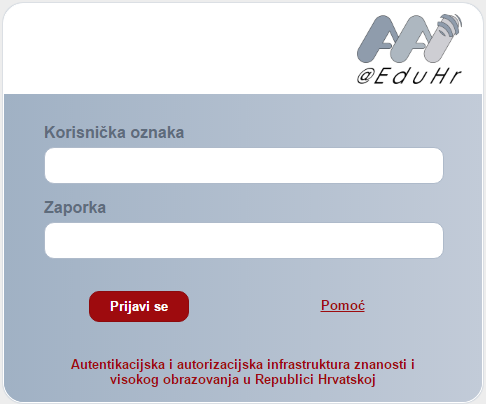 AAI
@EduHr
Korisnička oznaka
Zaporka
Prijavi se
Pomoć
Autentikacijska i autorizacijska infrastruktura znanosti i
visokog obrazovanja u Republici Hrvatskoj